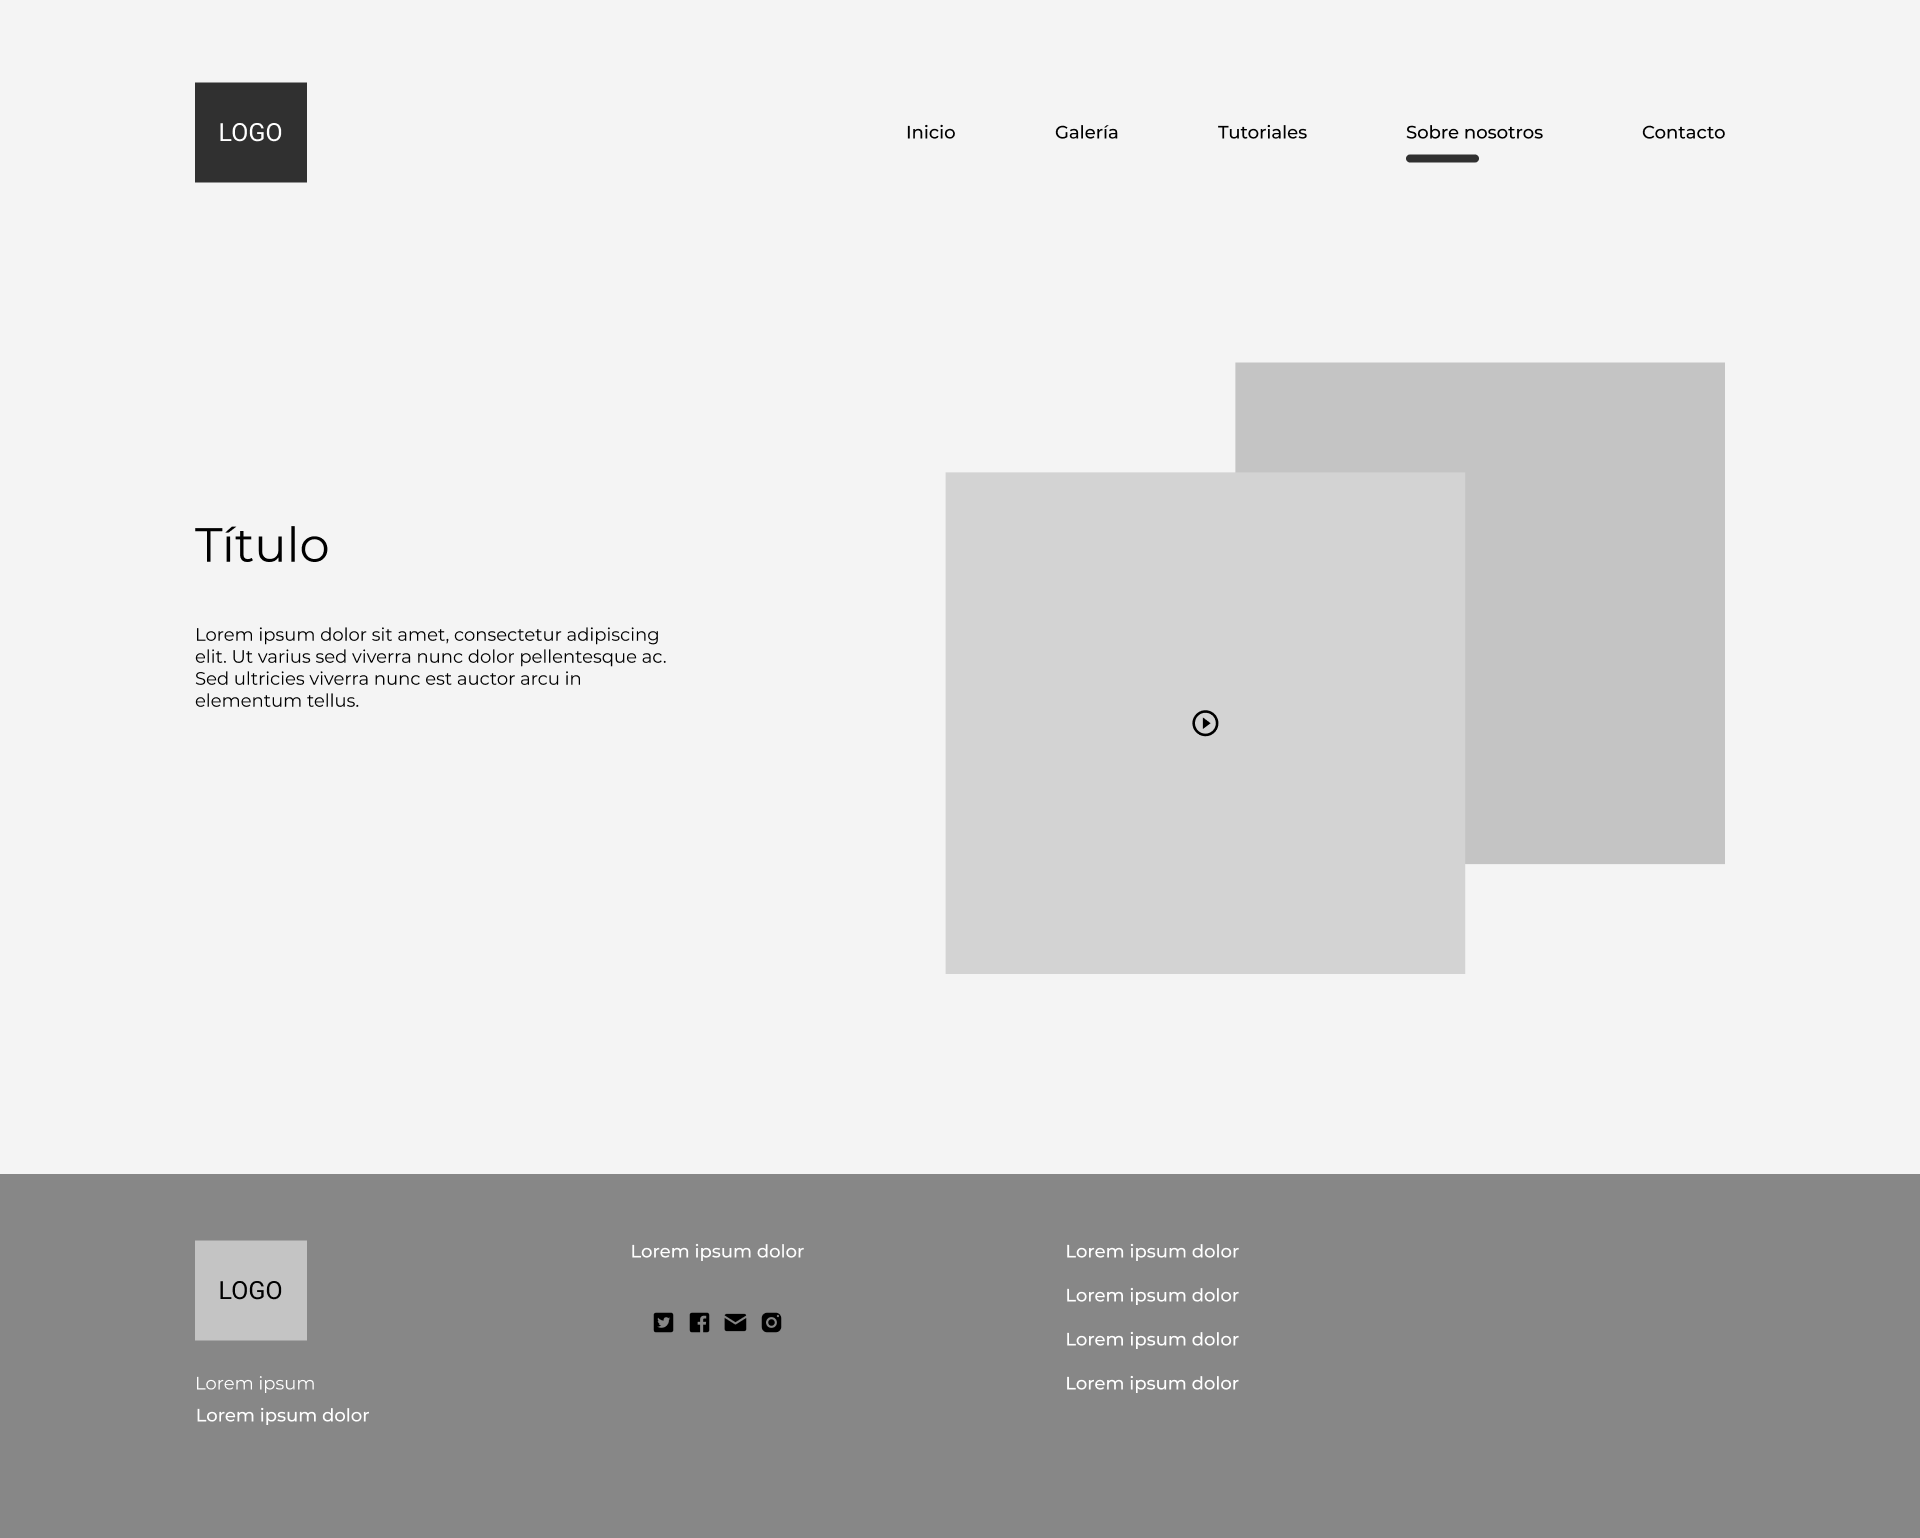 LOGO
Inicio
Galería
Tutoriales
Sobre nosotros
Contacto
Título
Lorem ipsum dolor sit amet, consectetur adipiscing
elit. Ut varius sed viverra nunc dolor pellentesque ac.
Sed ultricies viverra nunc est auctor arcu in
elementum tellus.
LOGO
Lorem ipsum
Lorem ipsum dolor
Lorem ipsum dolor
Lorem ipsum dolor
Lorem ipsum dolor
Lorem ipsum dolor
Lorem ipsum dolor